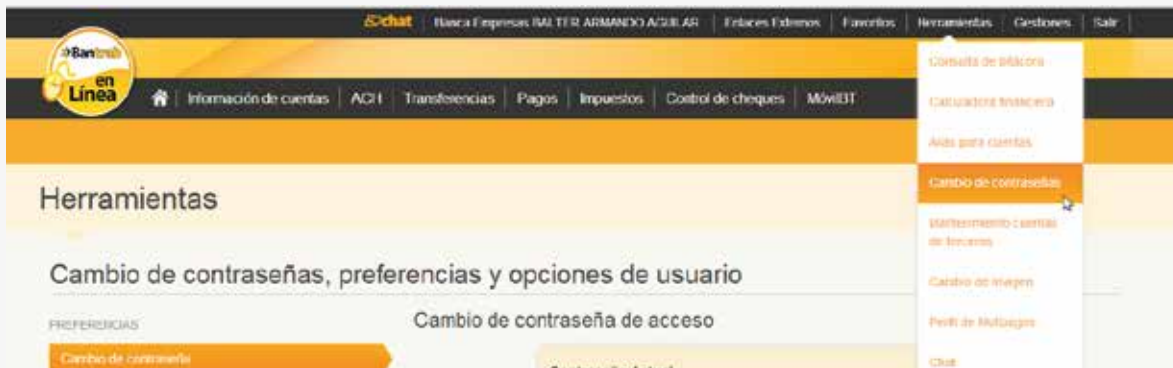 chat Banca Empresas BALTER ARMANDO AGUILAR Enlaces Externos Favoritos Herramientas Gestiones Salir
Bantrab
en
Línea
Información de cuentas ACH Transferencias Pagos Impuestos Control de cheques MóvilBT
Consulta de bitácora
Calculadora financiera
Alias para cuentas
Cambio de contraseñas
Mantenimiento cuentas
de terceros
Cambio de imagen
Perfil de Multipagos
Chat
Herramientas
Cambio de contraseñas, preferencias y opciones de usuario
PREFERENCIAS
Cambio de contraseña
Cambio de contraseña de acceso